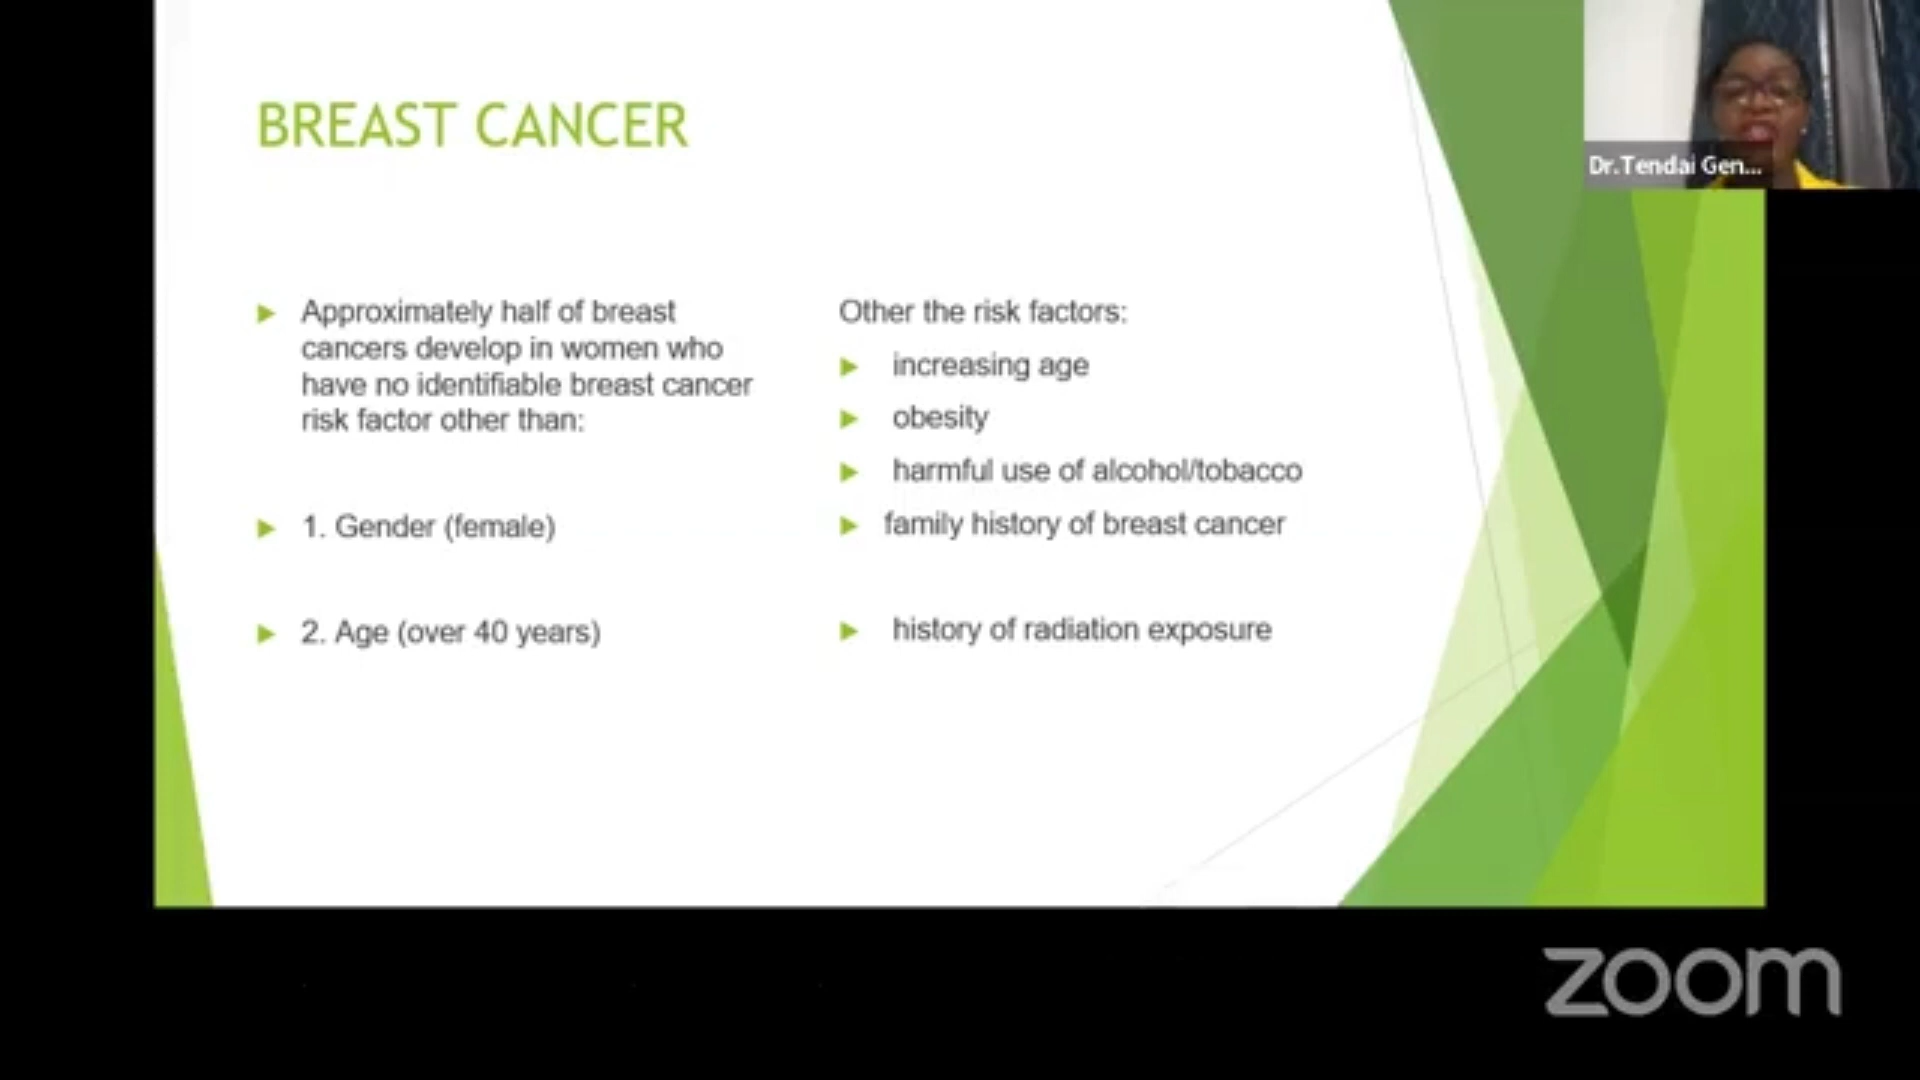 BREAST CANCER
Dr.Tendai Gen...
Approximately half of breast
cancers develop in women who
have no identifiable breast cancer
risk factor other than:
1. Gender (female)
2. Age (over 40 years)
Other the risk factors:
increasing age
obesity
harmful use of alcohol/tobacco
family history of breast cancer
history of radiation exposure
zoom